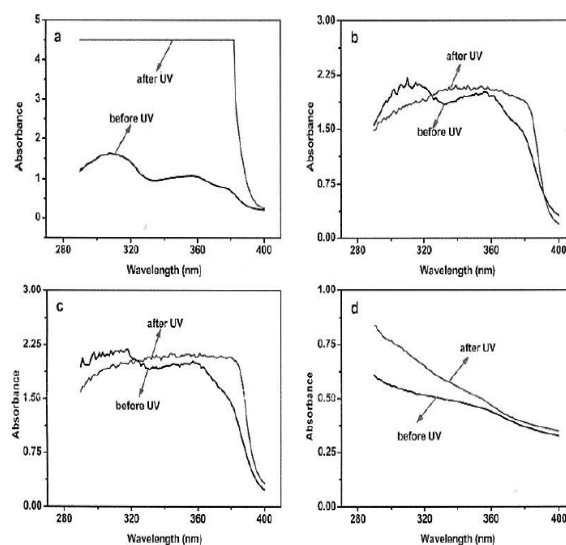 a
after UV
before UV
Absorbance
5
4
3
2
1
0
280
320
360
400
Wavelength (nm)
b
after UV
before UV
Absorbance
3.00
2.25
1.50
0.75
0.00
280
320
360
400
Wavelength (nm)
c
after UV
before UV
Absorbance
3.00
2.25
1.50
0.75
0.00
280
320
360
400
Wavelength (nm)
d
after UV
before UV
Absorbance
1.00
0.75
0.50
0.25
0.00
280
320
360
400
Wavelength (nm)